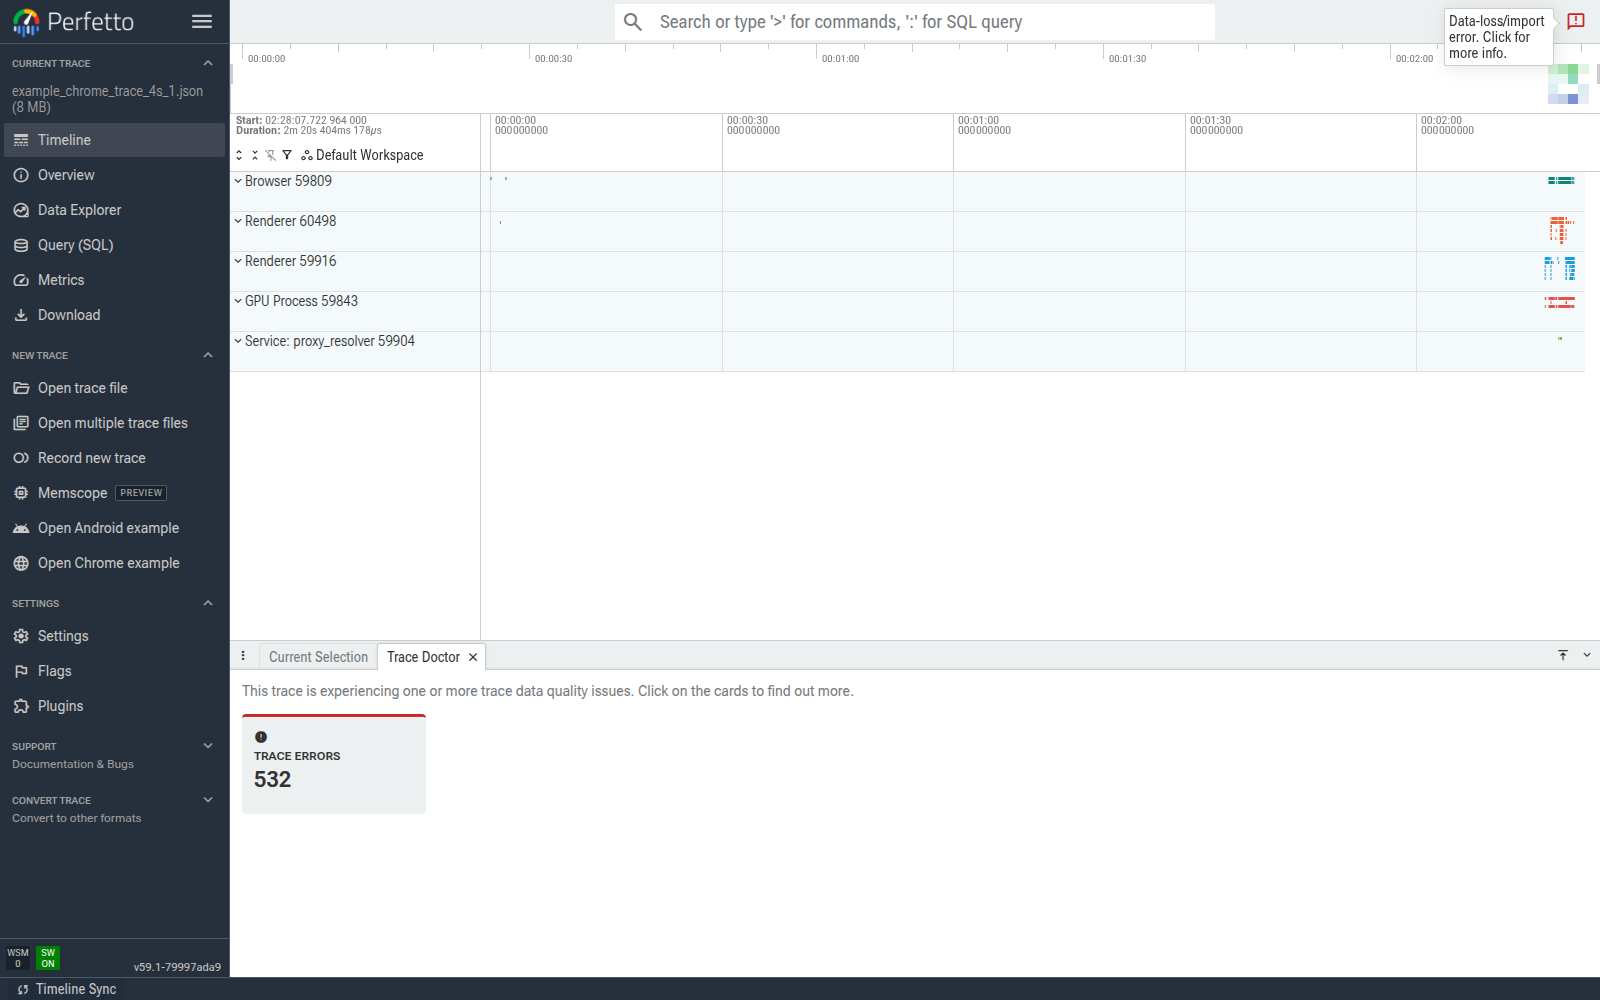 Perfetto
Search or type '>' for commands, ':' for SQL query
Data-loss/import
error. Click for
more info.
CURRENT TRACE
example_chrome_trace_4s_1.json
(8 MB)
Timeline
Overview
Data Explorer
Query (SQL)
Metrics
Download
NEW TRACE
Open trace file
Open multiple trace files
Record new trace
Memscope PREVIEW
Open Android example
Open Chrome example
SETTINGS
Settings
Flags
Plugins
SUPPORT
Documentation & Bugs
CONVERT TRACE
Convert to other formats
WSM
0
SW
ON
v59.1-79997ada9
Timeline Sync
00:00:00 00:00:30 00:01:00 00:01:30 00:02:00
Start: 02:28:07.722 964 000
Duration: 2m 20s 404ms 178µs
00:00:00 00:00:30 00:01:00 00:01:30 00:02:00
000000000 000000000 000000000 000000000 000000000
Default Workspace
Browser 59809
Renderer 60498
Renderer 59916
GPU Process 59843
Service: proxy_resolver 59904
Current Selection Trace Doctor
This trace is experiencing one or more trace data quality issues. Click on the cards to find out more.
TRACE ERRORS
532